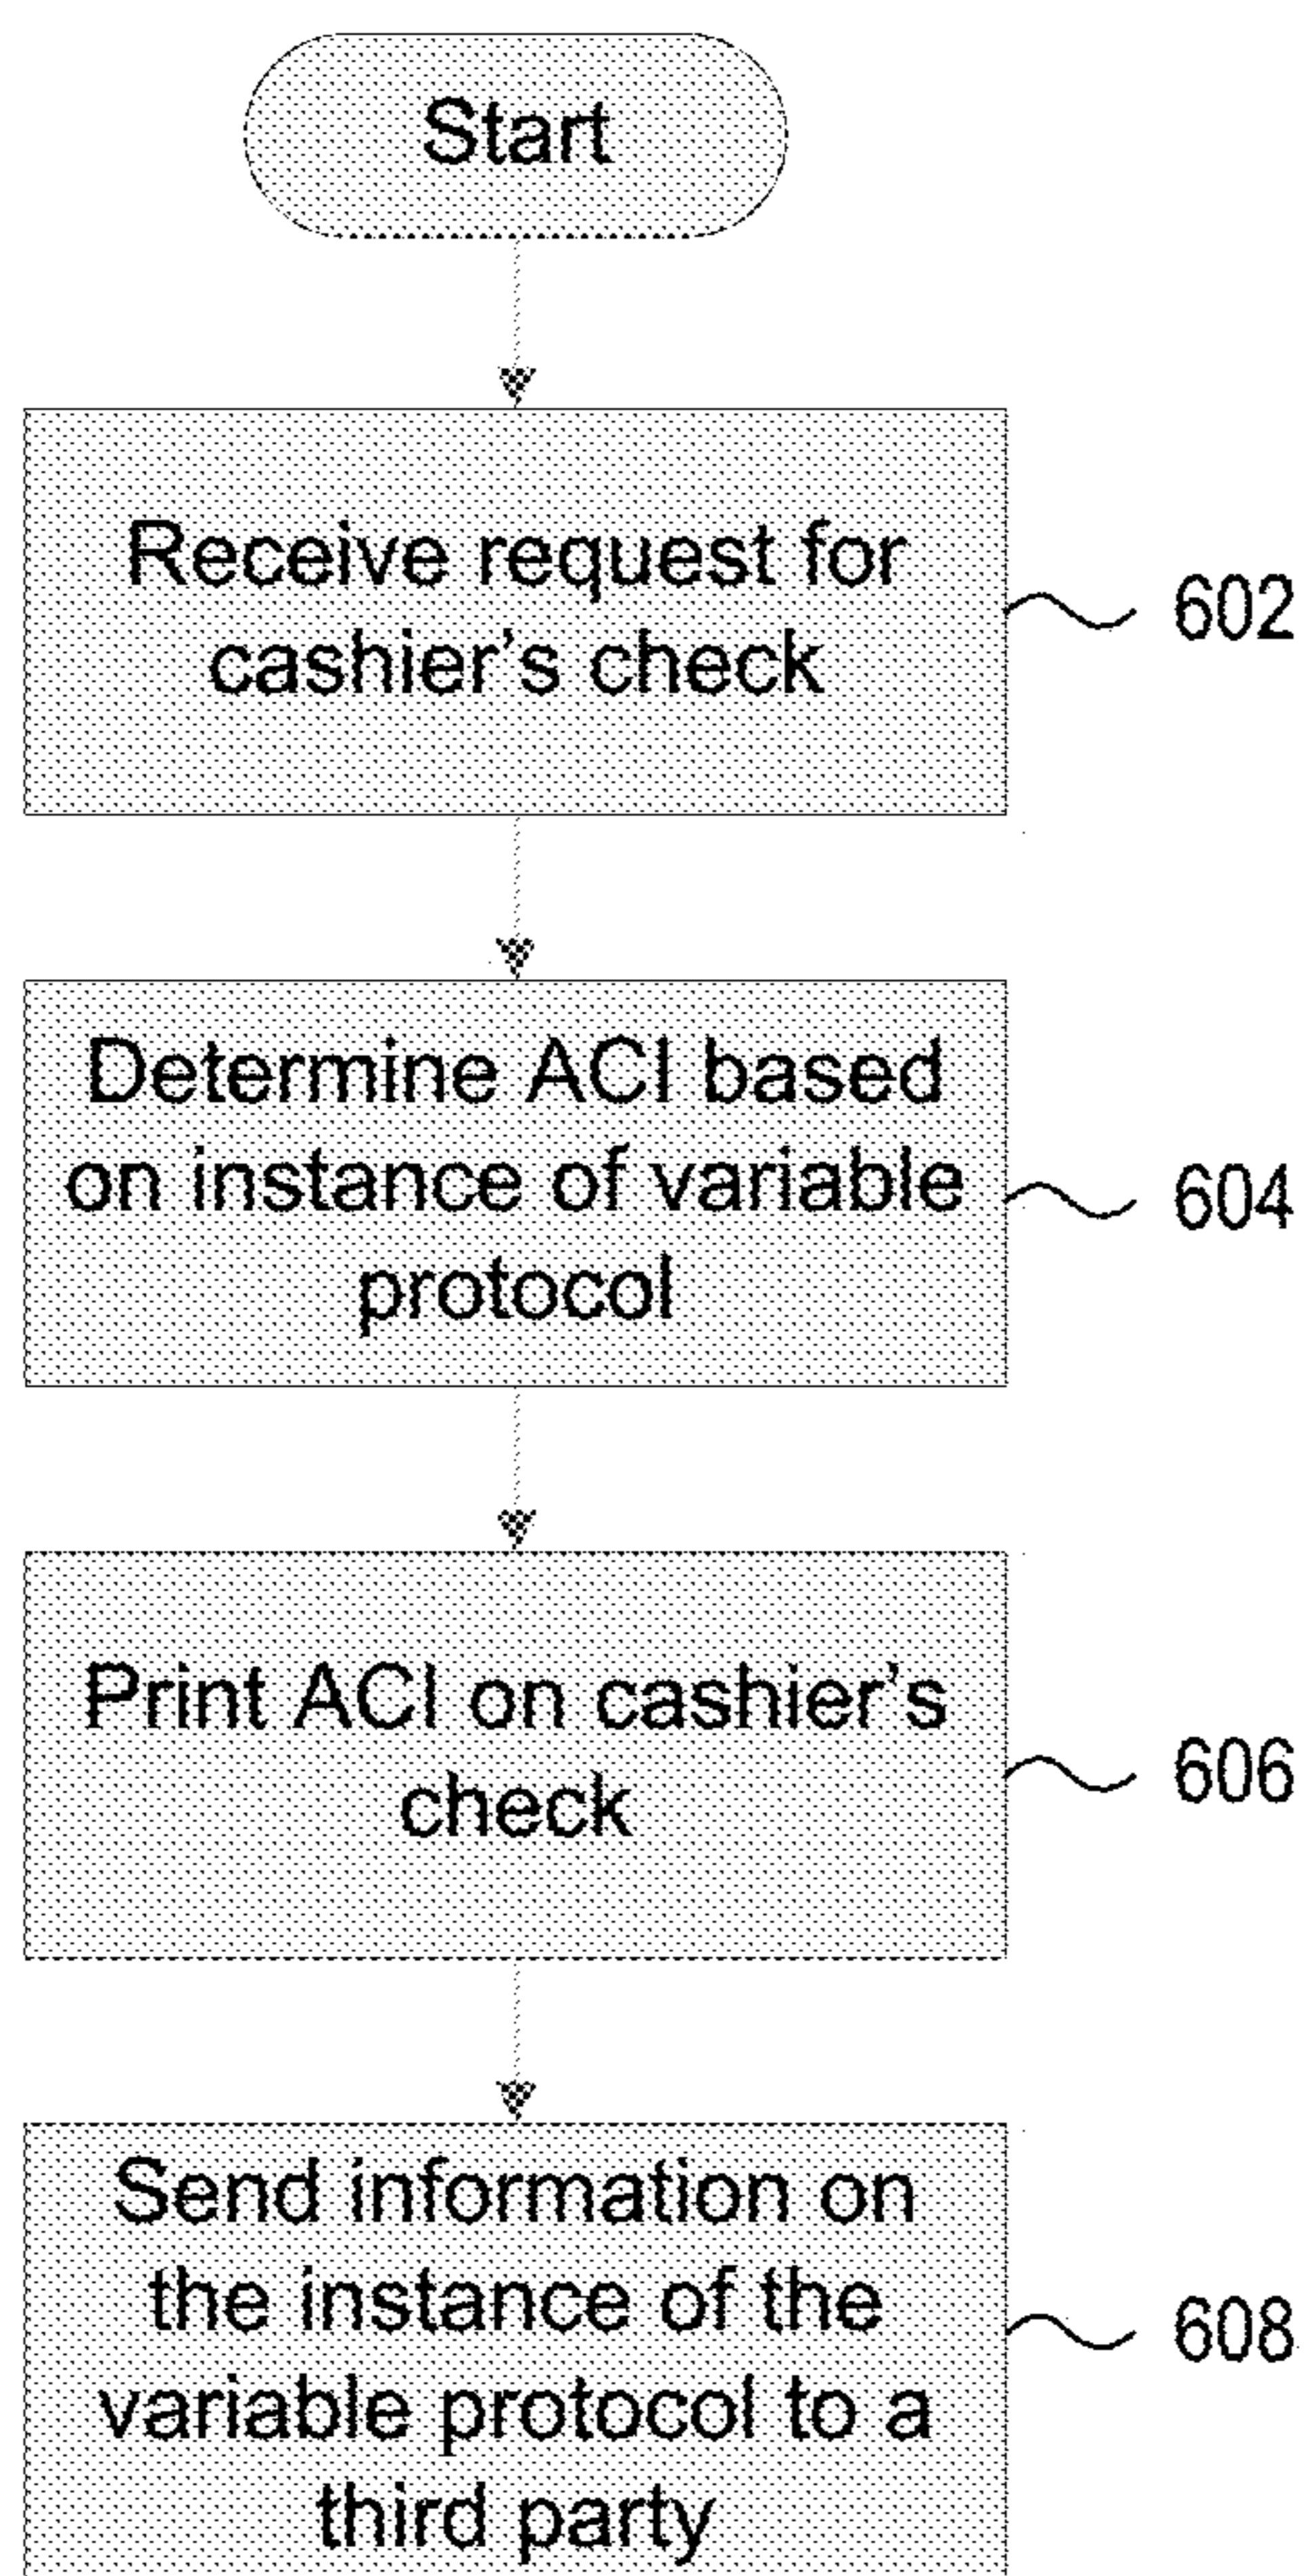 Start
Receive request for
cashier's check
602
Determine ACI based
on instance of variable
protocol
604
Print ACI on cashier's
check
606
Send information on
the instance of the
variable protocol to a
third party
608